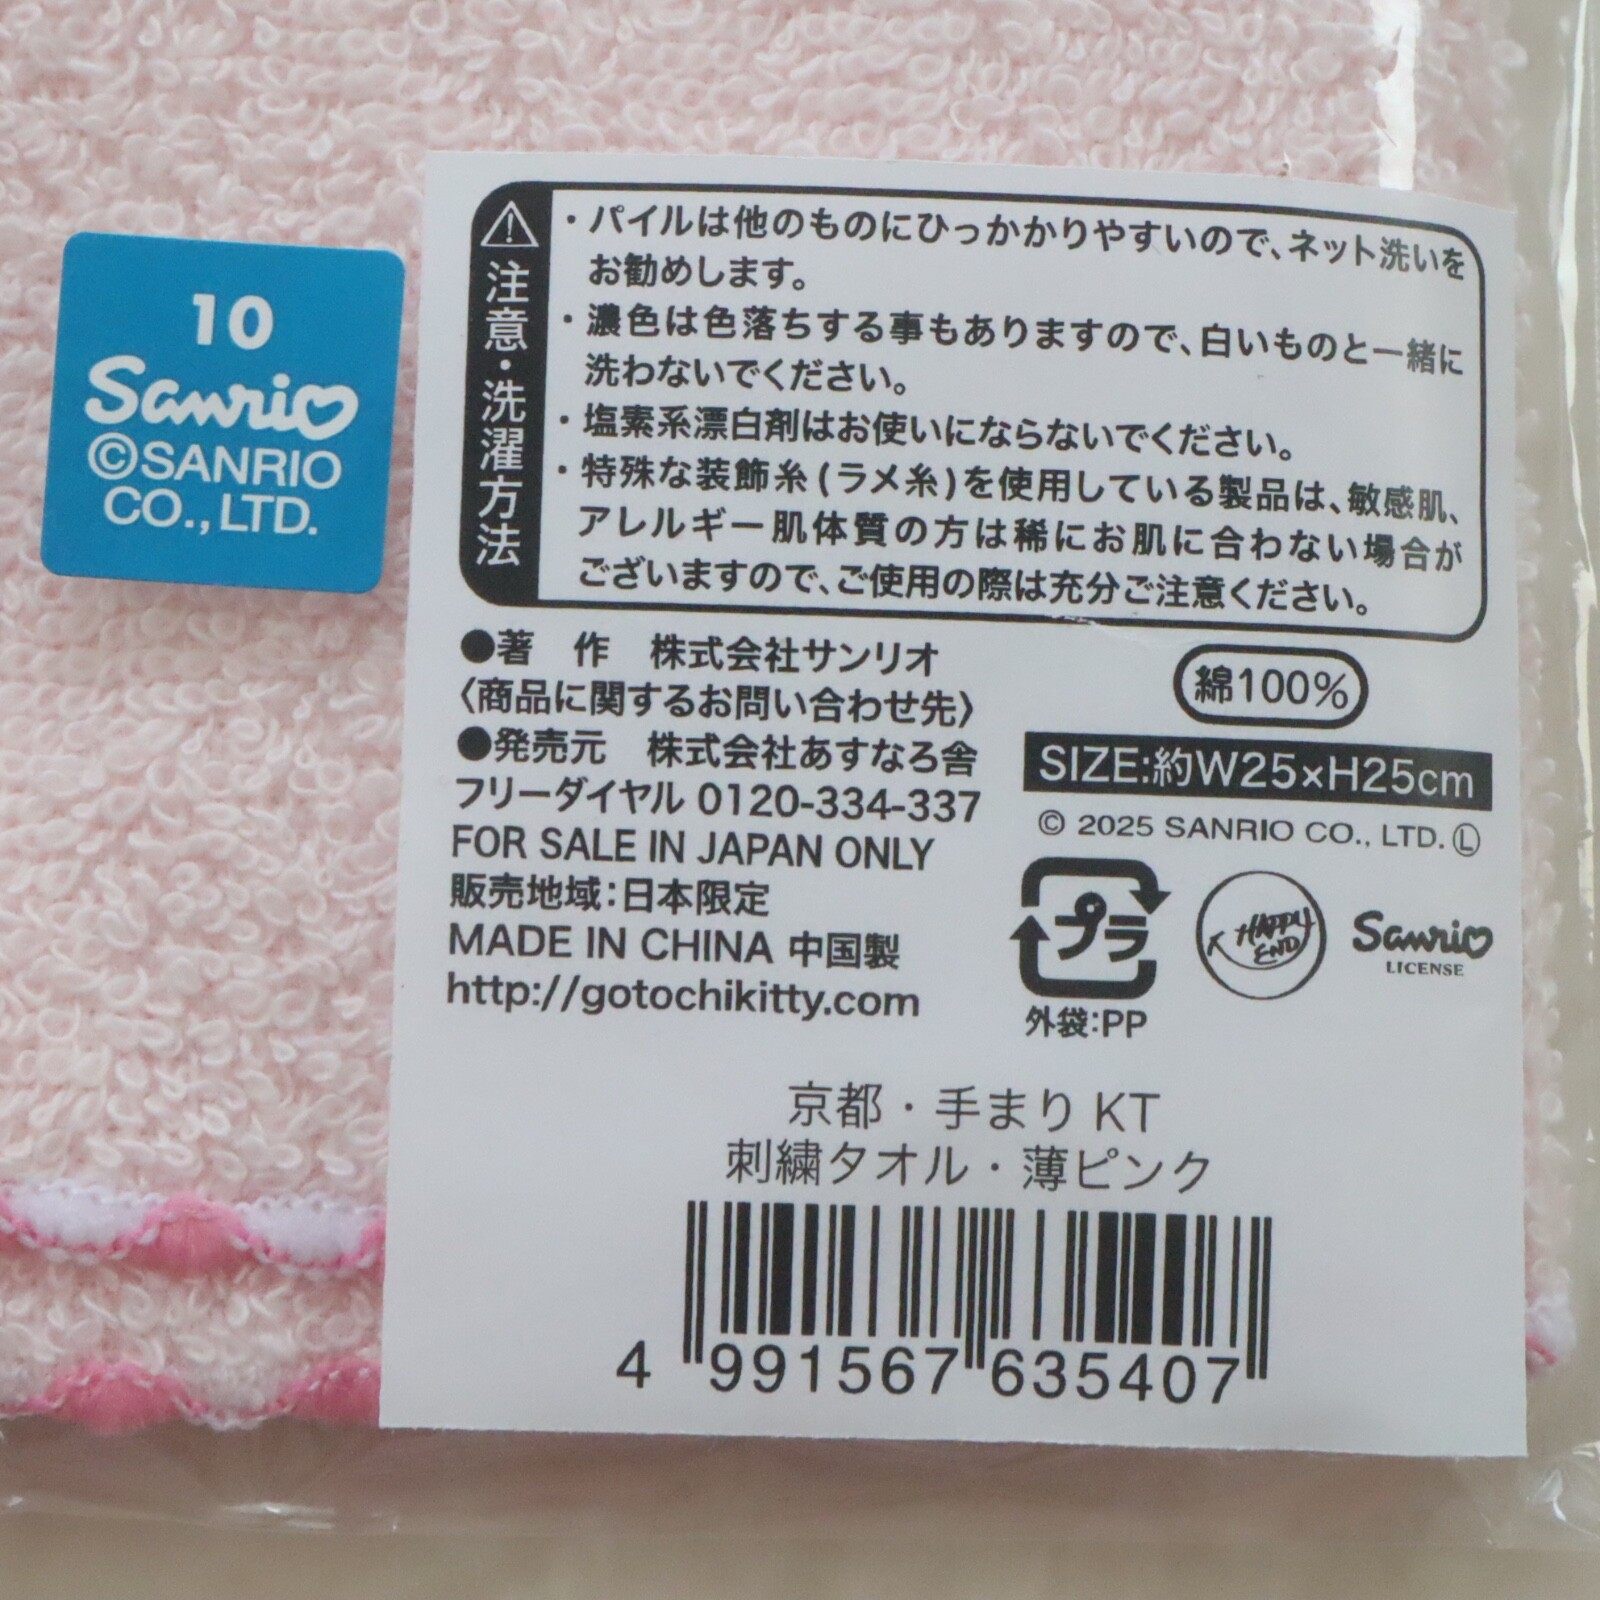 10
Sanrio
©SANRIO
CO., LTD.
注意・洗濯方法
・パイルは他のものにひっかかりやすいので、ネット洗いを
お勧めします。
・濃色は色落ちする事もありますので、白いものと一緒に
洗わないでください。
・塩素系漂白剤はお使いにならないでください。
・特殊な装飾糸(ラメ糸)を使用している製品は、敏感肌、
アレルギー肌体質の方は稀にお肌に合わない場合が
ございますので、ご使用の際は充分ご注意ください。
●著　作　株式会社サンリオ
〈商品に関するお問い合わせ先〉
●発売元　株式会社あすなろ舎
フリーダイヤル 0120-334-337
FOR SALE IN JAPAN ONLY
販売地域:日本限定
MADE IN CHINA 中国製
http://gotochikitty.com
綿100%
SIZE:約W25×H25cm
© 2025 SANRIO CO., LTD. Ⓛ
プラ
外袋:PP
HAPPY
END
Sanrio
LICENSE
京都・手まり KT
刺繍タオル・薄ピンク
4 991567 635407